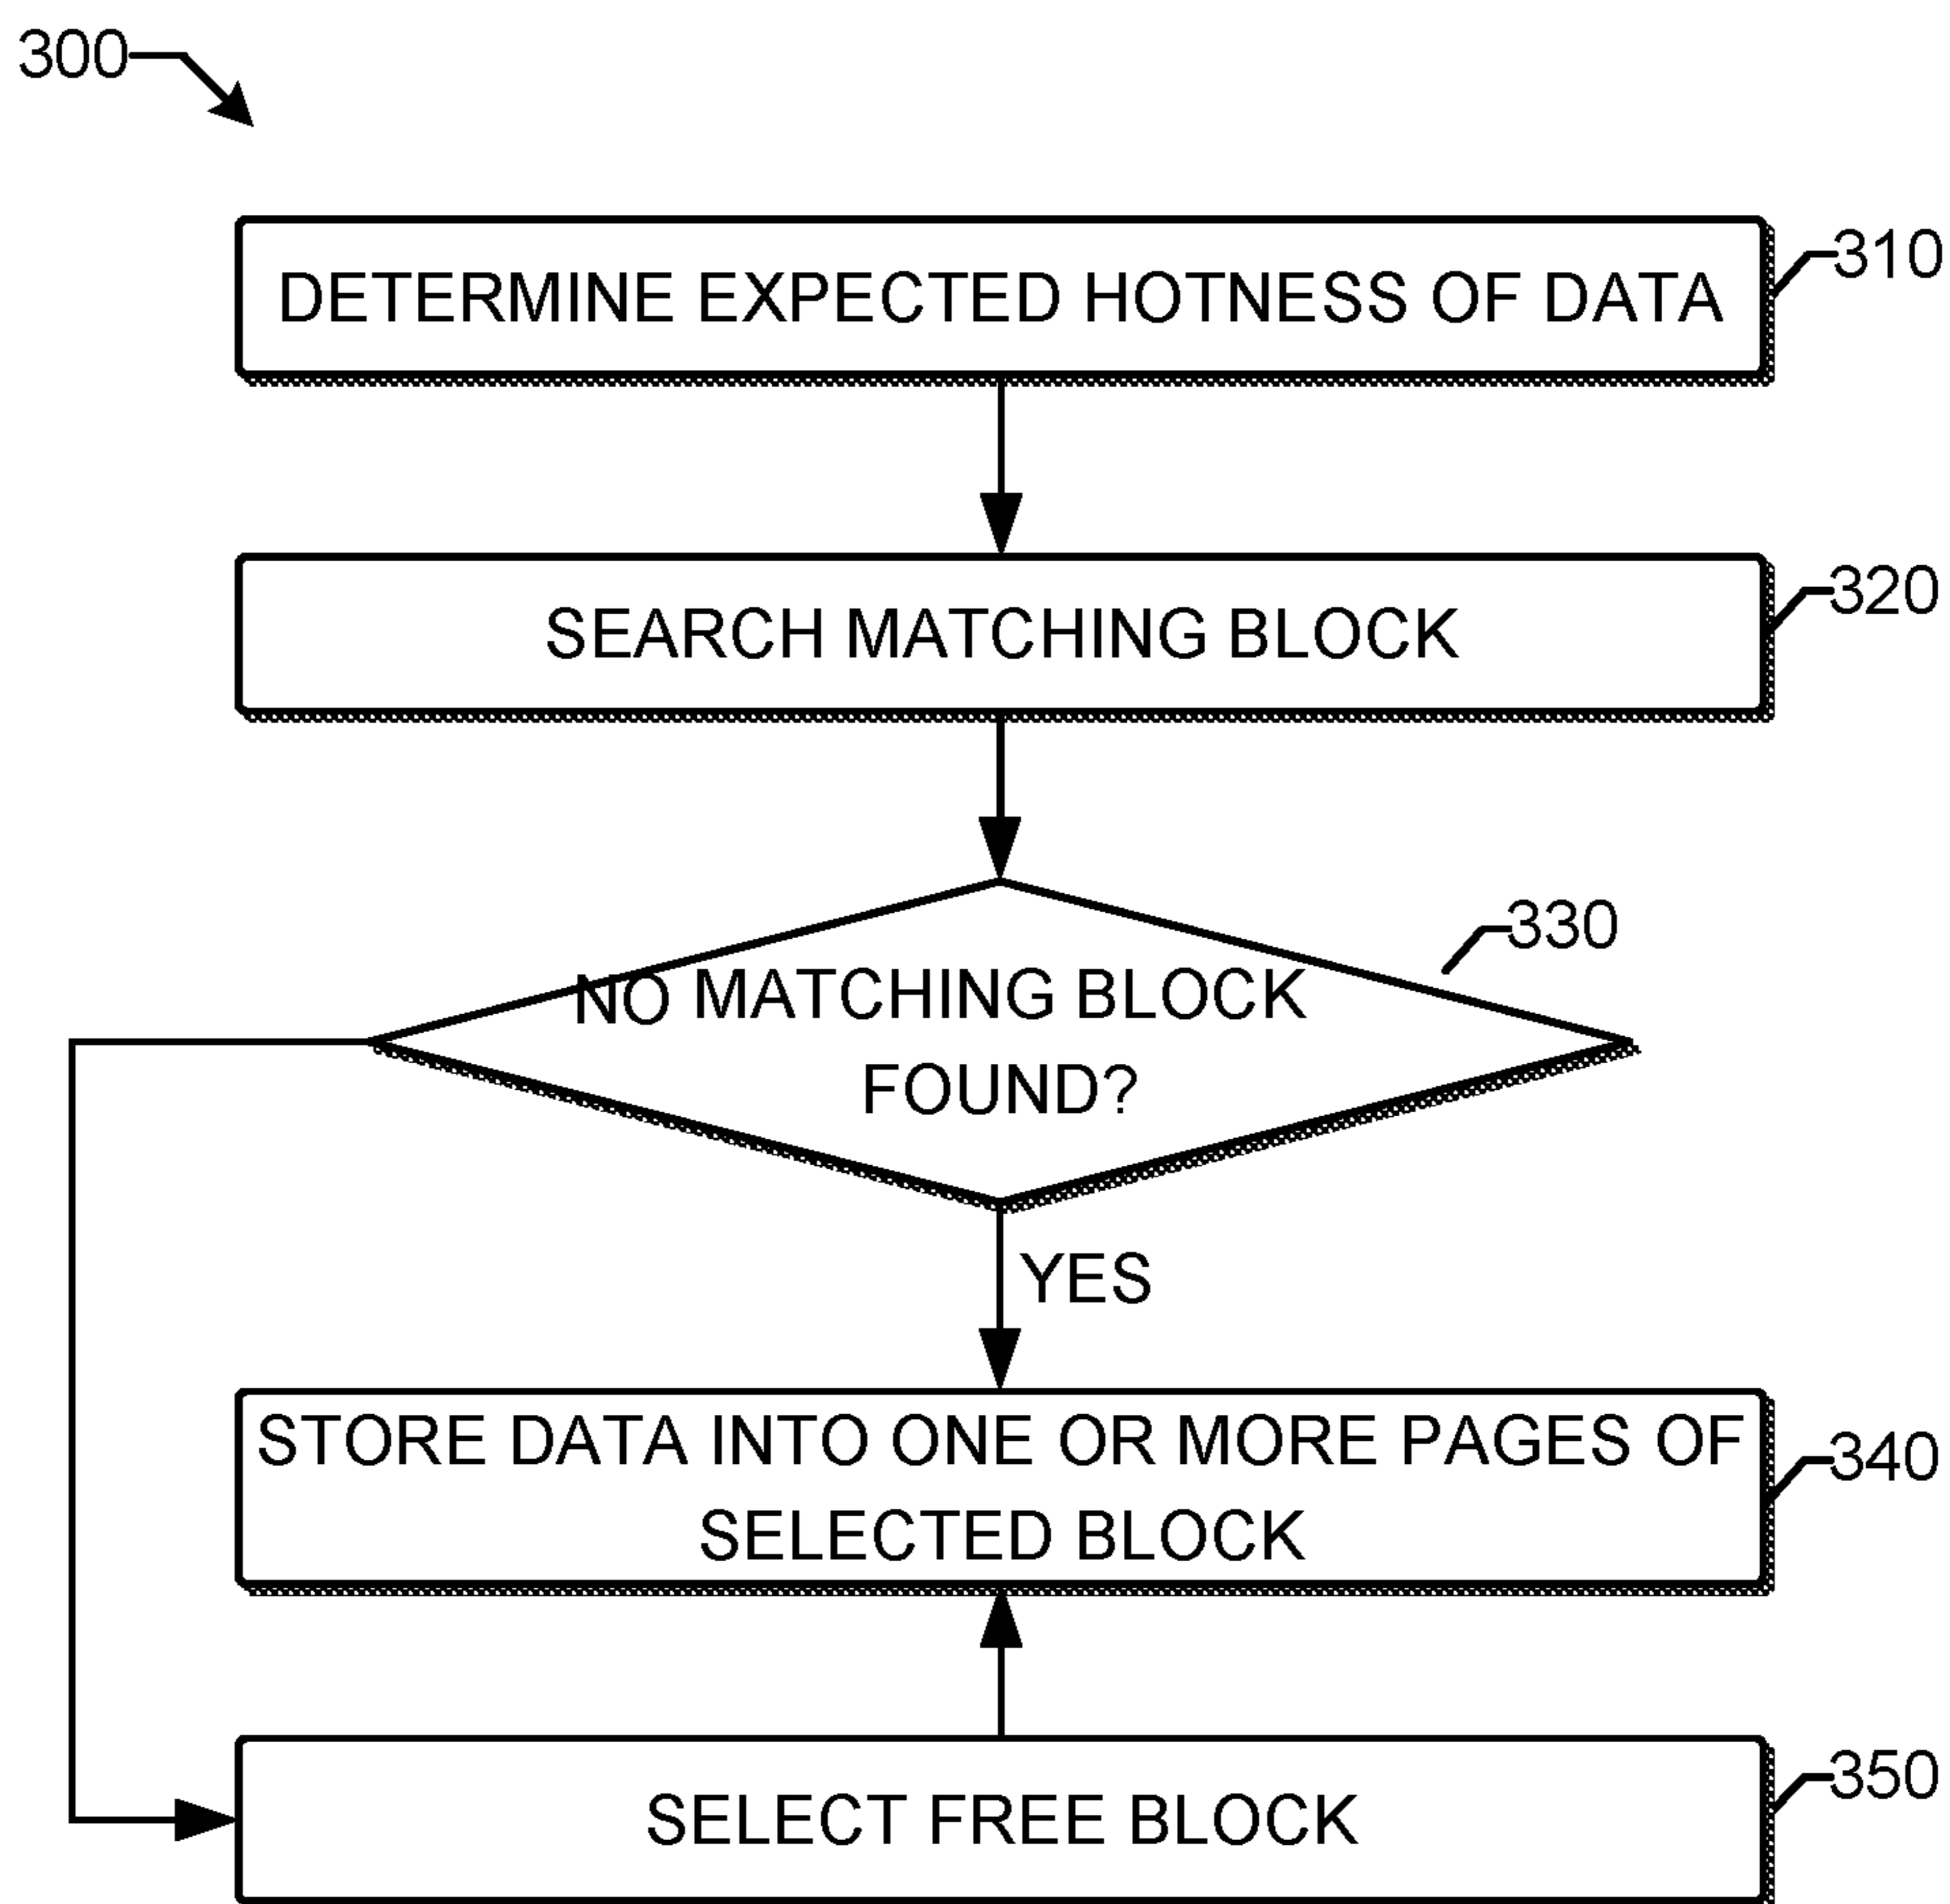 300
DETERMINE EXPECTED HOTNESS OF DATA
310
SEARCH MATCHING BLOCK
320
330
NO MATCHING BLOCK
FOUND?
YES
STORE DATA INTO ONE OR MORE PAGES OF
SELECTED BLOCK
340
SELECT FREE BLOCK
350